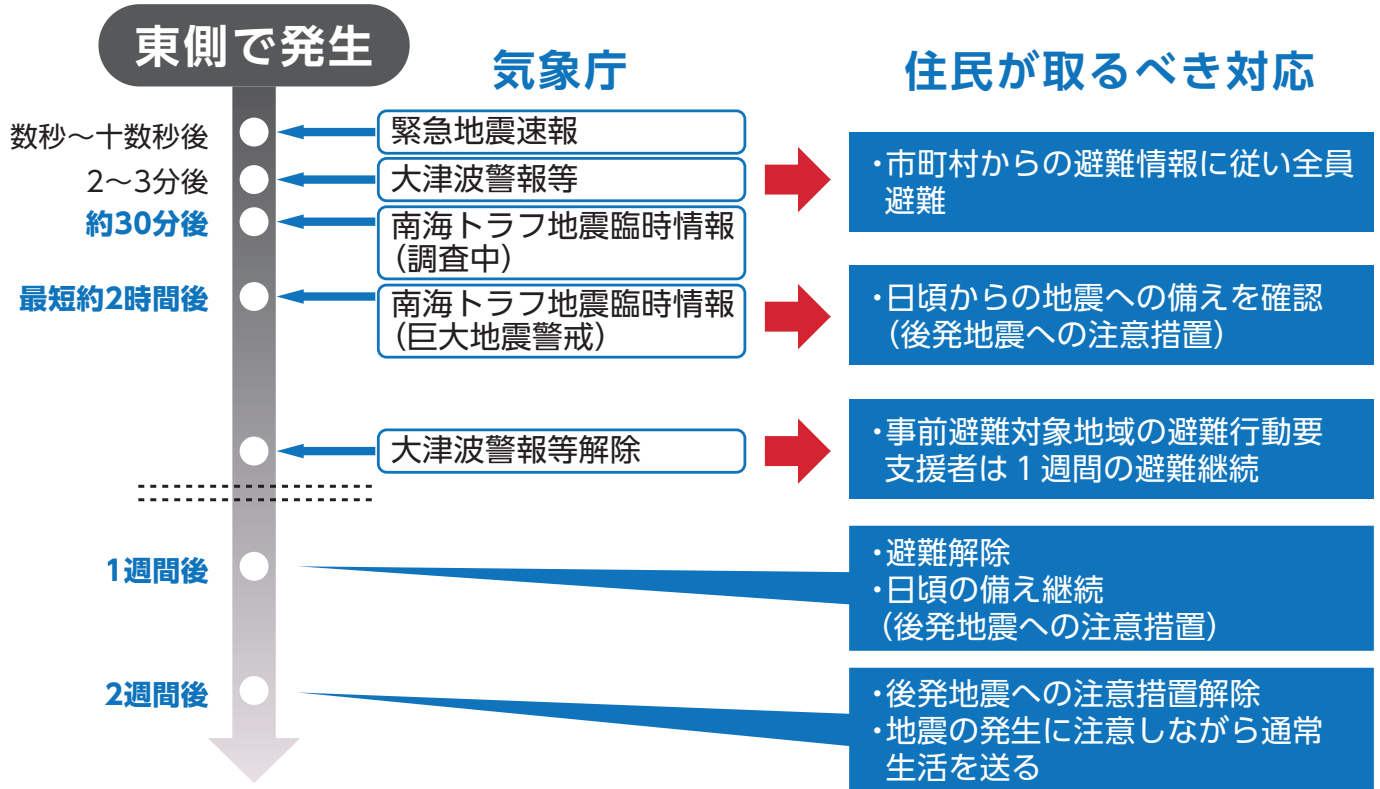 東側で発生
気象庁
住民が取るべき対応
数秒～十数秒後
緊急地震速報
2～3分後
大津波警報等
・市町村からの避難情報に従い全員
避難
約30分後
南海トラフ地震臨時情報
（調査中）
最短約2時間後
南海トラフ地震臨時情報
（巨大地震警戒）
・日頃からの地震への備えを確認
（後発地震への注意措置）
大津波警報等解除
・事前避難対象地域の避難行動要
支援者は１週間の避難継続
1週間後
・避難解除
・日頃の備え継続
（後発地震への注意措置）
2週間後
・後発地震への注意措置解除
・地震の発生に注意しながら通常
生活を送る